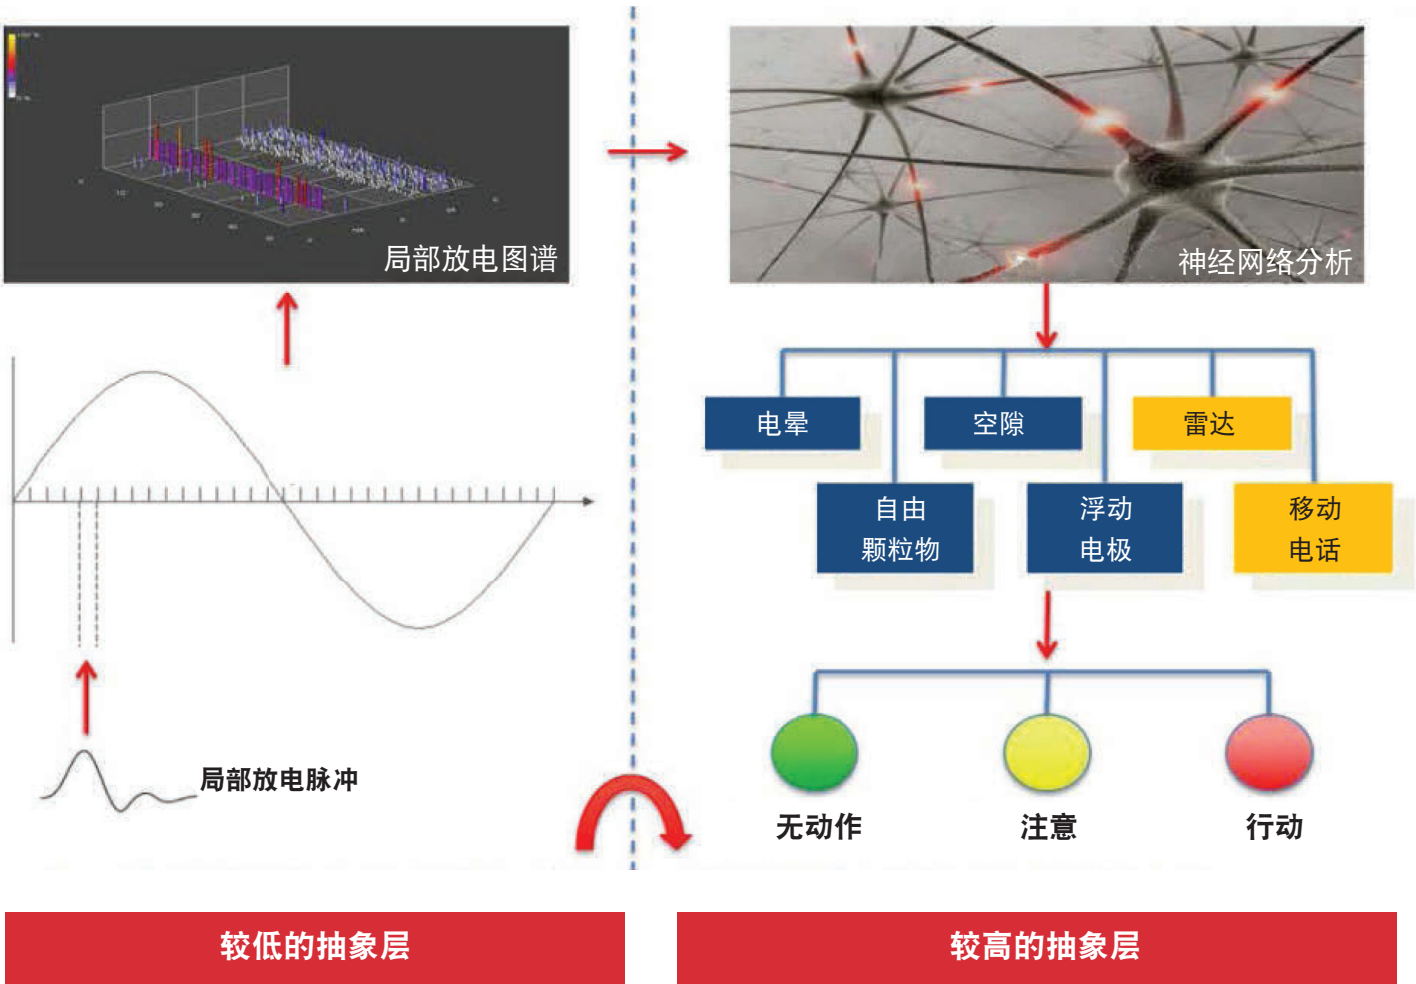 局部放电图谱
神经网络分析
电晕
空隙
雷达
自由
颗粒物
浮动
电极
移动
电话
局部放电脉冲
无动作
注意
行动
较低的抽象层
较高的抽象层